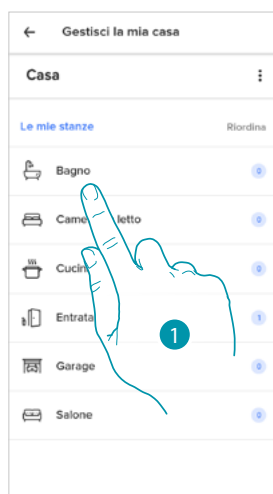 Gestisci la mia casa
Casa
Le mie stanze Riordina
Bagno 0
letto 0
0
Entrata 1
Garage 0
Salone 0
1